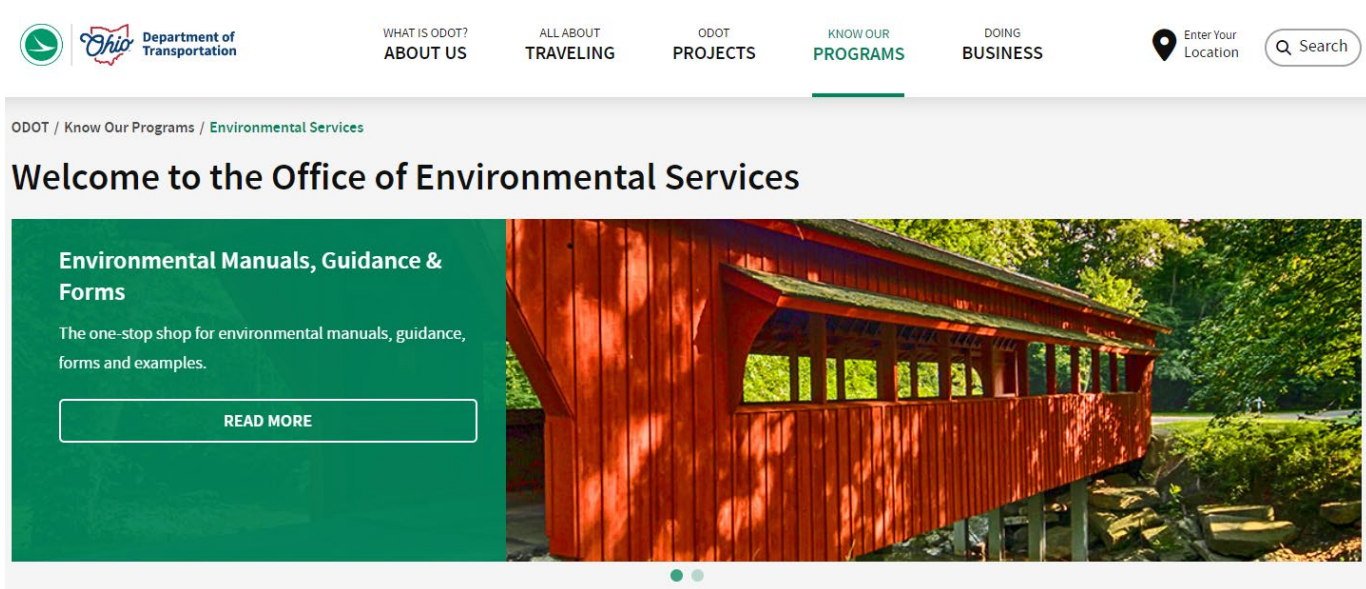 Ohio
Department of
Transportation
WHAT IS ODOT?
ABOUT US
ALL ABOUT
TRAVELING
ODOT
PROJECTS
KNOW OUR
PROGRAMS
DOING
BUSINESS
Enter Your
Location
Search
ODOT / Know Our Programs / Environmental Services
Welcome to the Office of Environmental Services
Environmental Manuals, Guidance &
Forms
The one-stop shop for environmental manuals, guidance,
forms and examples.
READ MORE